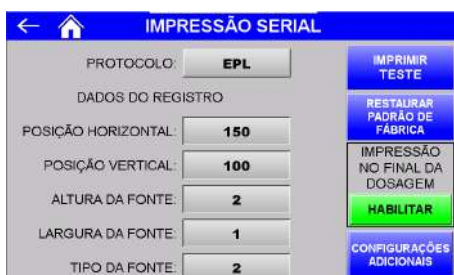 IMPRESSÃO SERIAL
PROTOCOLO: EPL
DADOS DO REGISTRO
POSIÇÃO HORIZONTAL: 150
POSIÇÃO VERTICAL: 100
ALTURA DA FONTE: 2
LARGURA DA FONTE: 1
TIPO DA FONTE: 2
IMPRIMIR
TESTE
RESTAURAR
PADRÃO DE
FÁBRICA
IMPRESSÃO
NO FINAL DA
DOSAGEM
HABILITAR
CONFIGURAÇÕES
ADICIONAIS